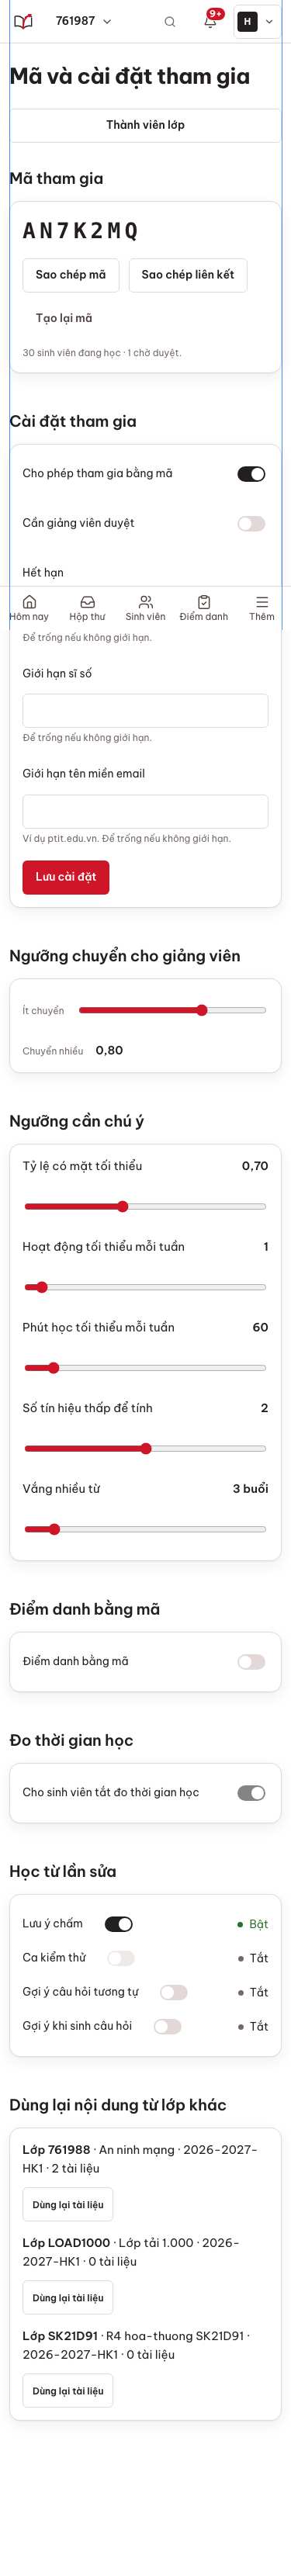 761987
9+
H
Mã và cài đặt tham gia
Thành viên lớp
Mã tham gia
AN7K2MQ
Sao chép mã
Sao chép liên kết
Tạo lại mã
30 sinh viên đang học · 1 chờ duyệt.
Cài đặt tham gia
Cho phép tham gia bằng mã
Cần giảng viên duyệt
Hết hạn
Hôm nay
Hộp thư
Sinh viên
Điểm danh
Thêm
Để trống nếu không giới hạn.
Giới hạn sĩ số
Để trống nếu không giới hạn.
Giới hạn tên miền email
Ví dụ ptit.edu.vn. Để trống nếu không giới hạn.
Lưu cài đặt
Ngưỡng chuyển cho giảng viên
Ít chuyển
Chuyển nhiều
0,80
Ngưỡng cần chú ý
Tỷ lệ có mặt tối thiểu
0,70
Hoạt động tối thiểu mỗi tuần
1
Phút học tối thiểu mỗi tuần
60
Số tín hiệu thấp để tính
2
Vắng nhiều từ
3 buổi
Điểm danh bằng mã
Điểm danh bằng mã
Đo thời gian học
Cho sinh viên tắt đo thời gian học
Học từ lần sửa
Lưu ý chấm
Bật
Ca kiểm thử
Tắt
Gợi ý câu hỏi tương tự
Tắt
Gợi ý khi sinh câu hỏi
Tắt
Dùng lại nội dung từ lớp khác
Lớp 761988 · An ninh mạng · 2026-2027-
HK1 · 2 tài liệu
Dùng lại tài liệu
Lớp LOAD1000 · Lớp tải 1.000 · 2026-
2027-HK1 · 0 tài liệu
Dùng lại tài liệu
Lớp SK21D91 · R4 hoa-thuong SK21D91 ·
2026-2027-HK1 · 0 tài liệu
Dùng lại tài liệu